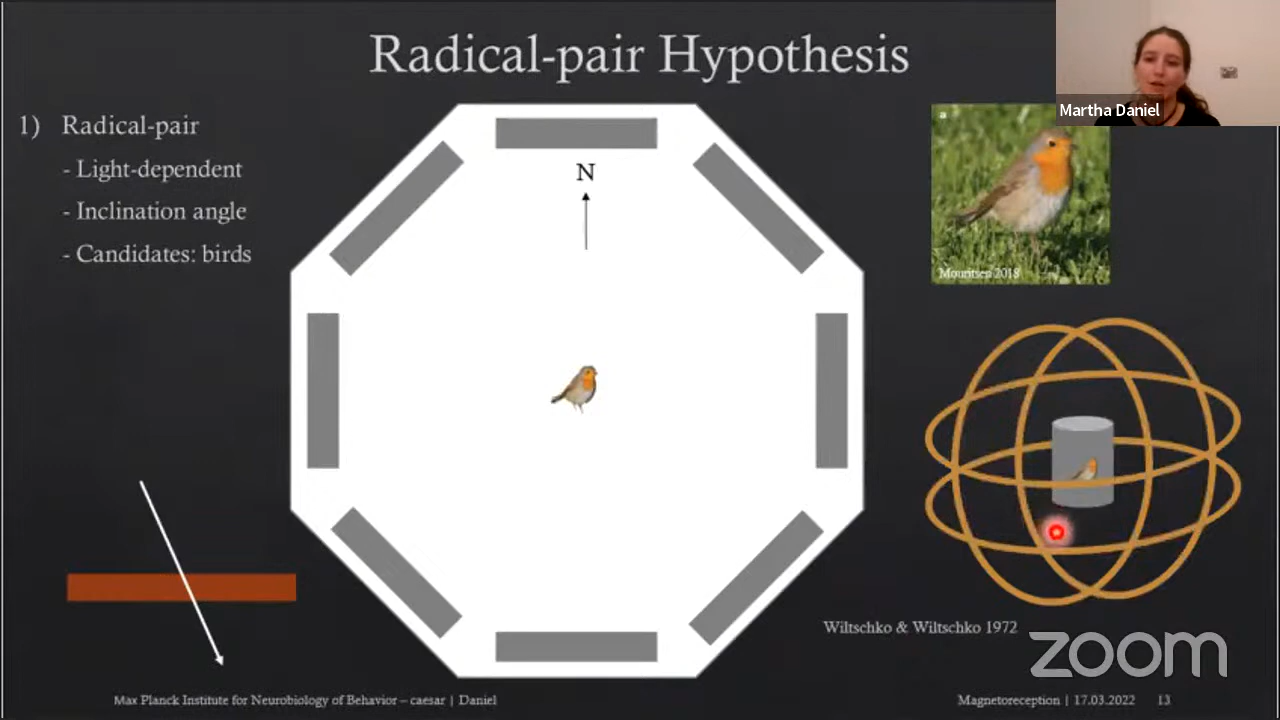 Radical-pair Hypothesis
Martha Daniel
1) Radical-pair
- Light-dependent
- Inclination angle
- Candidates: birds
N
a
Mouritsen 2018
Wiltschko & Wiltschko 1972
zoom
Max Planck Institute for Neurobiology of Behavior – caesar | Daniel
Magnetoreception | 17.03.2022 13